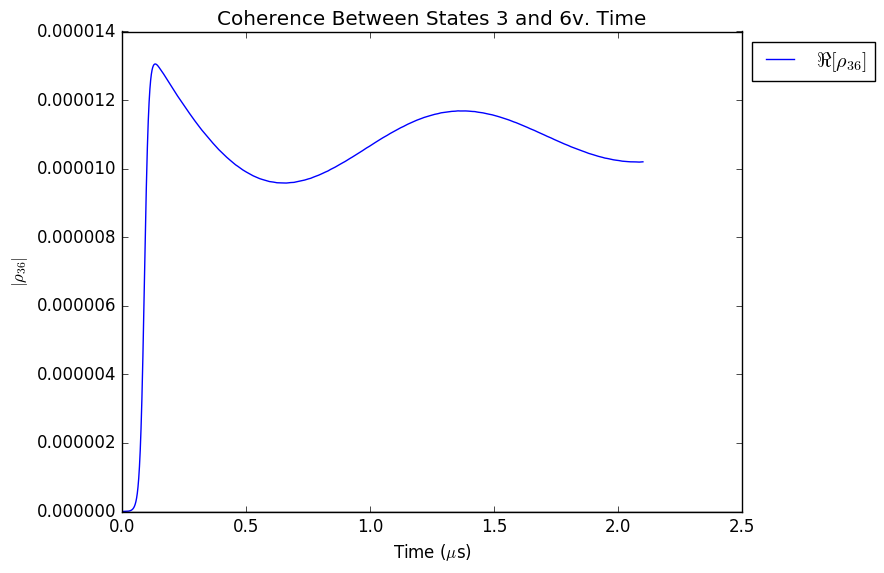 Coherence Between States 3 and 6v. Time
0.000014
0.000012
0.000010
0.000008
0.000006
0.000004
0.000002
0.000000
|ρ₃₆|
ℜ[ρ₃₆]
0.0 0.5 1.0 1.5 2.0 2.5
Time (μs)